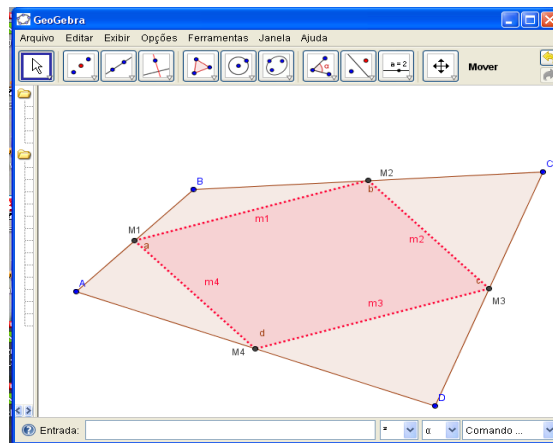 GeoGebra
Arquivo Editar Exibir Opções Ferramentas Janela Ajuda
a = 2 Mover
C
B M2
b
m1
M1 a m2
m4
c
A m3 M3
d
M4
D
Entrada: ² α Comando ...